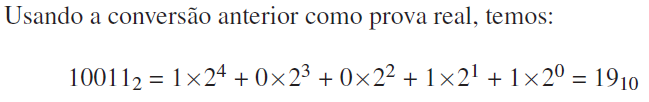 Usando a conversão anterior como prova real, temos:
10011₂ = 1×2⁴ + 0×2³ + 0×2² + 1×2¹ + 1×2⁰ = 19₁₀